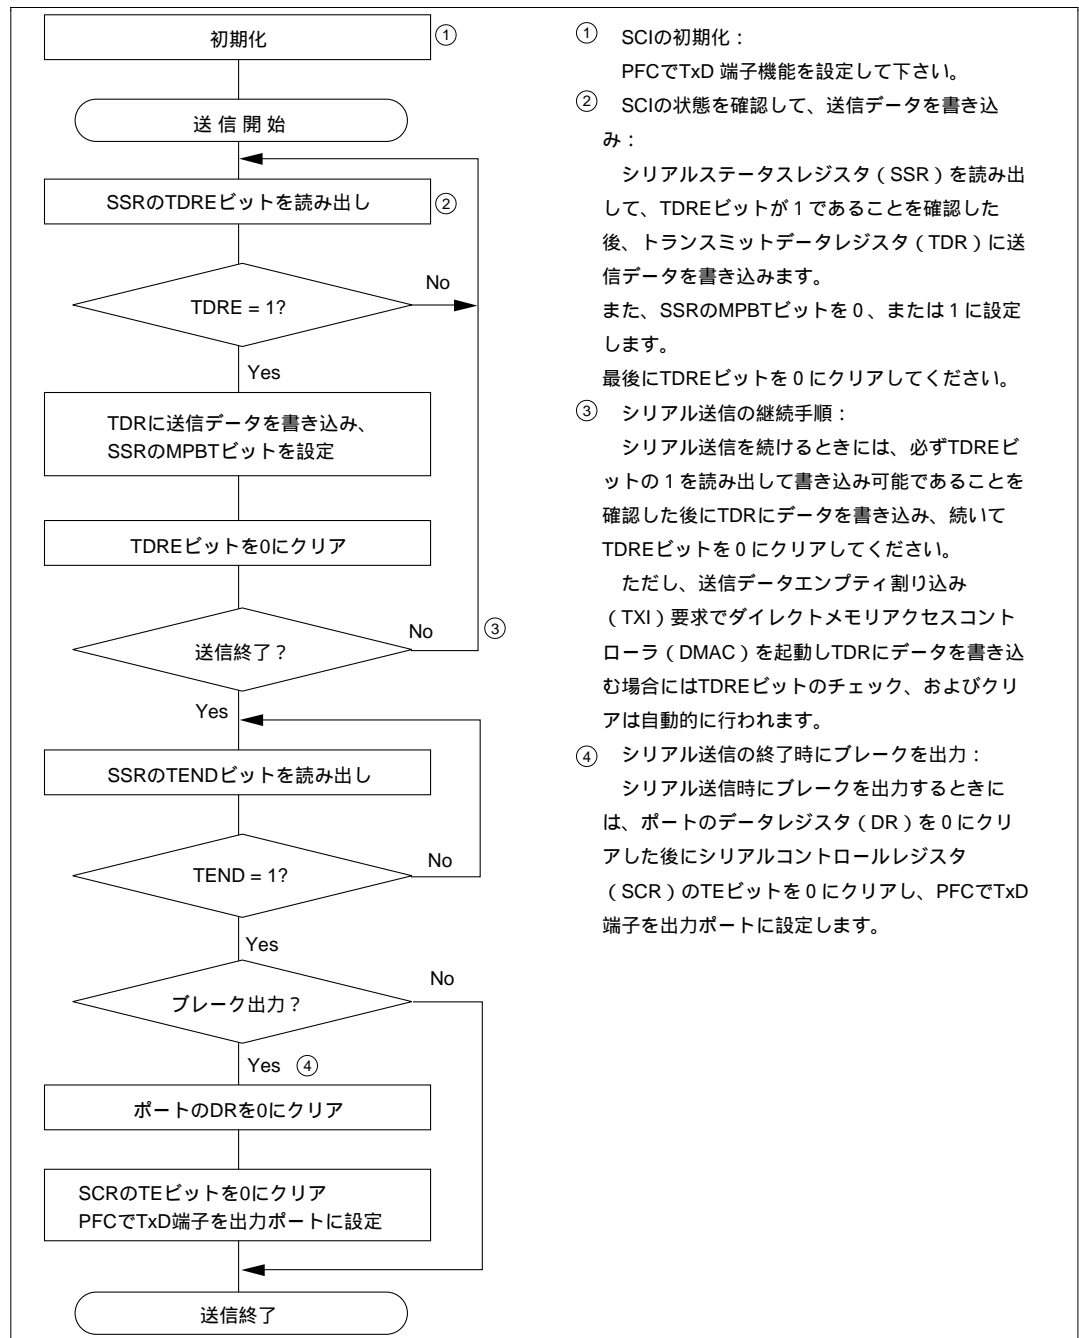 初期化
①
送 信 開 始
SSRのTDREビットを読み出し
②
TDRE = 1?
No
Yes
TDRに送信データを書き込み、
SSRのMPBTビットを設定
TDREビットを0にクリア
送信終了？
No
③
Yes
SSRのTENDビットを読み出し
TEND = 1?
No
Yes
ブレーク出力？
No
Yes ④
ポートのDRを0にクリア
SCRのTEビットを0にクリア
PFCでTxD端子を出力ポートに設定
送信終了
① SCIの初期化：
PFCでTxD 端子機能を設定して下さい。
② SCIの状態を確認して、送信データを書き込
み：
シリアルステータスレジスタ（SSR）を読み出
して、TDREビットが１であることを確認した
後、トランスミットデータレジスタ（TDR）に送
信データを書き込みます。
また、SSRのMPBTビットを０、または１に設定
します。
最後にTDREビットを０にクリアしてください。
③ シリアル送信の継続手順：
シリアル送信を続けるときには、必ずTDREビ
ットの１を読み出して書き込み可能であることを
確認した後にTDRにデータを書き込み、続いて
TDREビットを０にクリアしてください。
ただし、送信データエンプティ割り込み
（TXI）要求でダイレクトメモリアクセスコント
ローラ（DMAC）を起動しTDRにデータを書き込
む場合にはTDREビットのチェック、およびクリ
アは自動的に行われます。
④ シリアル送信の終了時にブレークを出力：
シリアル送信時にブレークを出力するときに
は、ポートのデータレジスタ（DR）を０にクリ
アした後にシリアルコントロールレジスタ
（SCR）のTEビットを０にクリアし、PFCでTxD
端子を出力ポートに設定します。